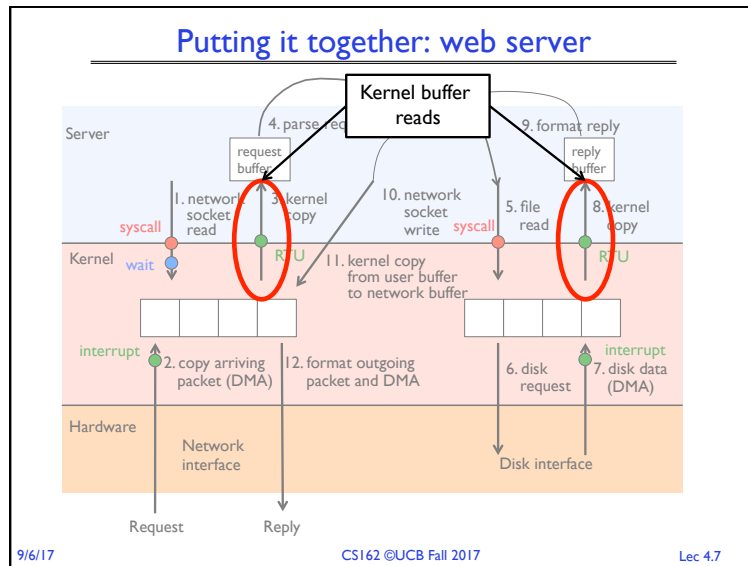 Putting it together: web server
Kernel buffer
reads
4. parse req
9. format reply
Server
request
buffer
reply
buffer
1. network
socket
read
3. kernel
copy
10. network
socket
write
5. file
read
8. kernel
copy
syscall
syscall
Kernel
wait
RTU
RTU
11. kernel copy
from user buffer
to network buffer
interrupt
interrupt
2. copy arriving
packet (DMA)
12. format outgoing
packet and DMA
6. disk
request
7. disk data
(DMA)
Hardware
Network
interface
Disk interface
Request
Reply
9/6/17
CS162 ©UCB Fall 2017
Lec 4.7